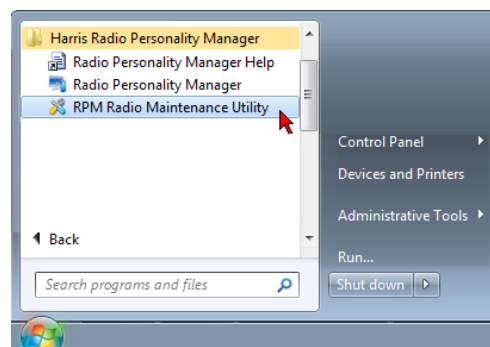 Harris Radio Personality Manager
Radio Personality Manager Help
Radio Personality Manager
RPM Radio Maintenance Utility
Back
Search programs and files
Control Panel
Devices and Printers
Administrative Tools
Run...
Shut down